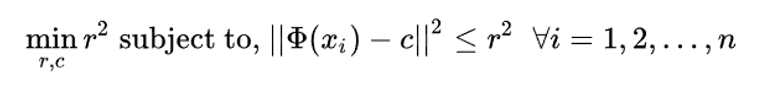 min r² subject to, ||Φ(xᵢ) − c||² ≤ r² ∀i = 1, 2, . . . , n
r,c